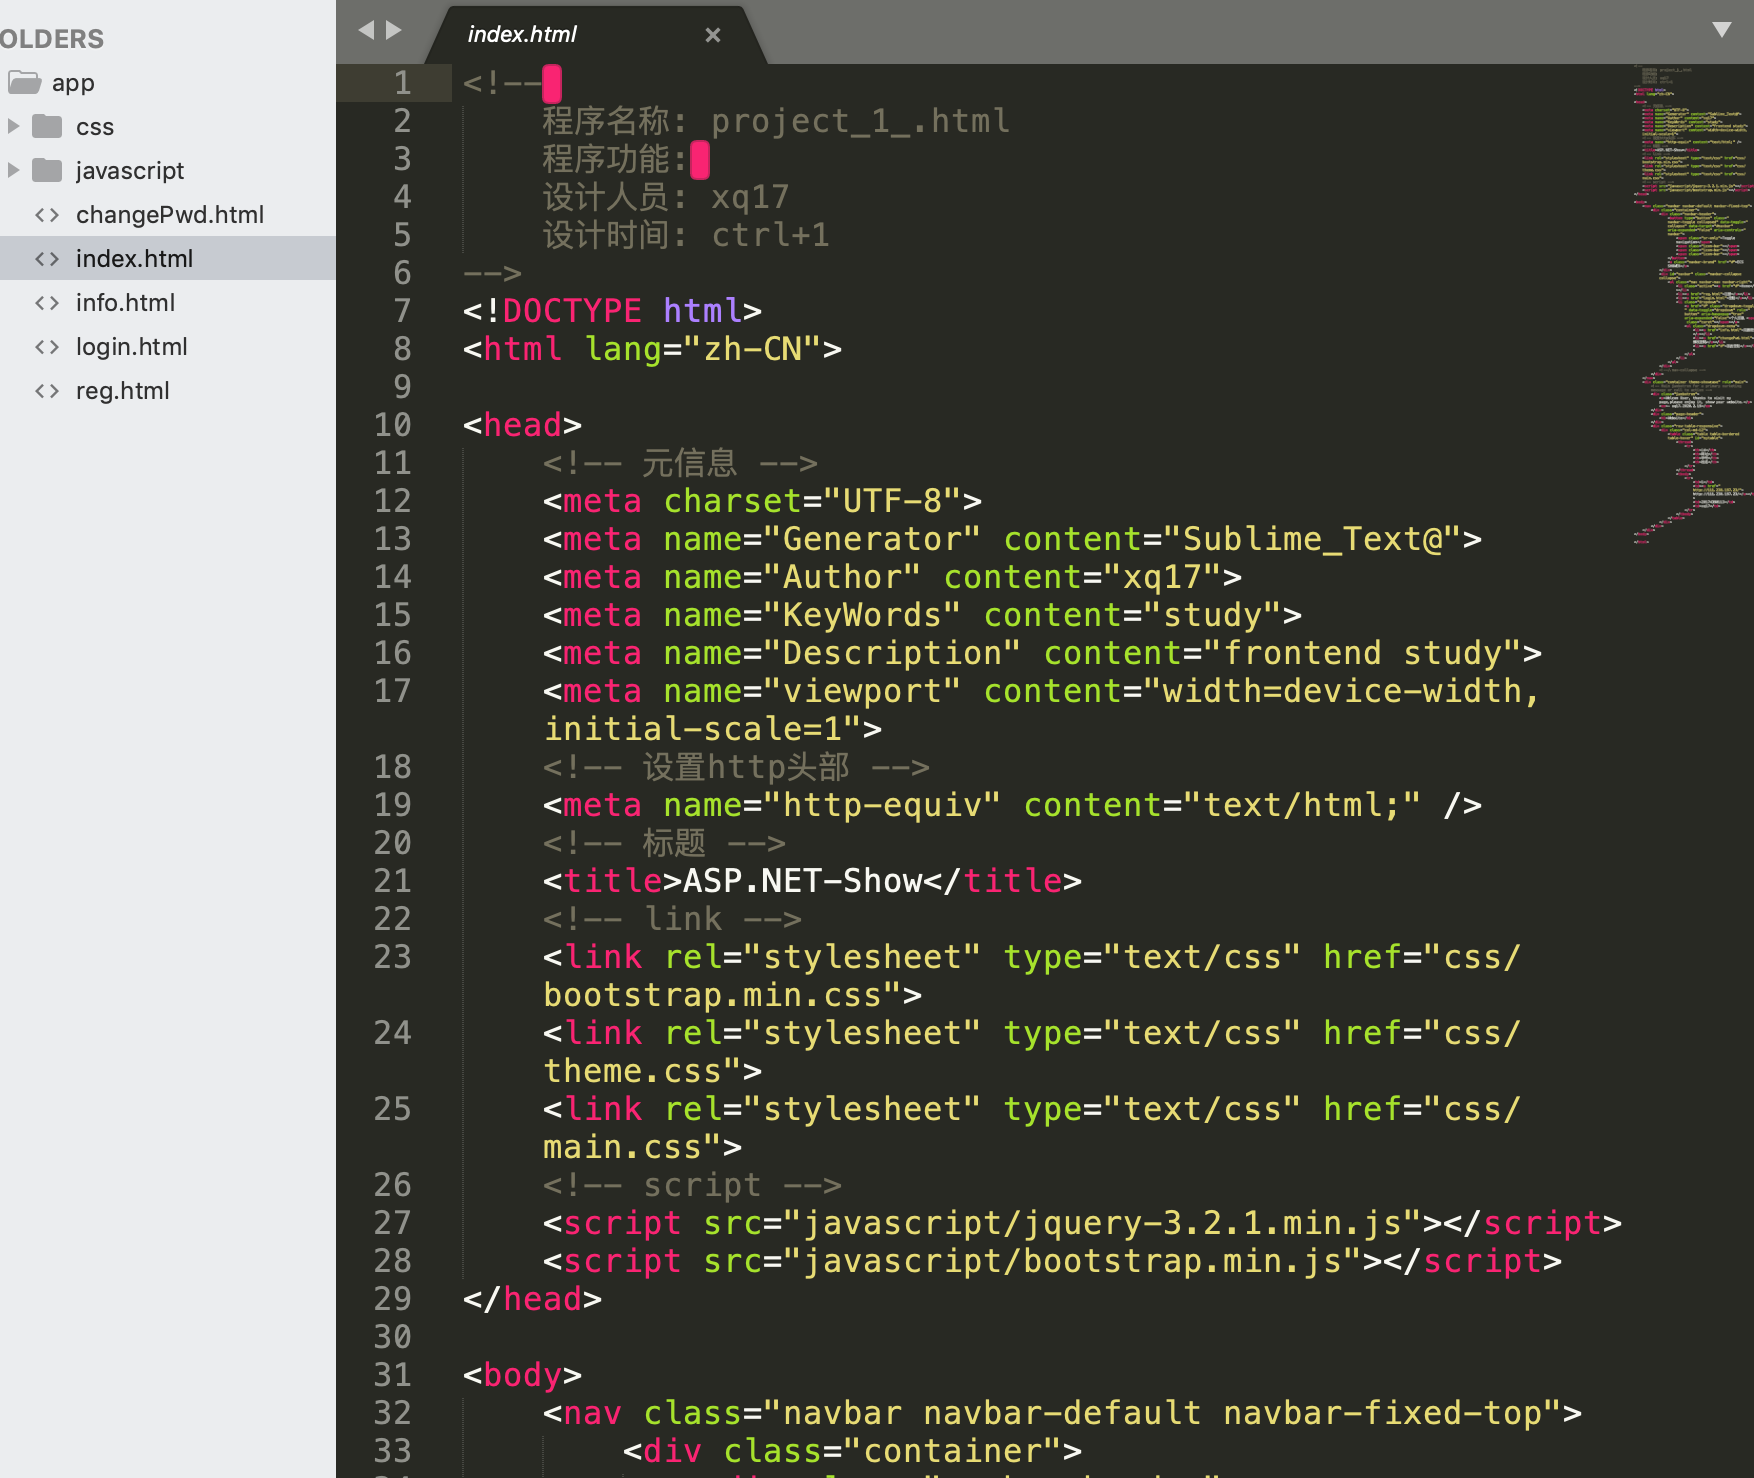 OLDERS
app
css
javascript
changePwd.html
index.html
info.html
login.html
reg.html
index.html ×
1 <!--
2 程序名称: project_1_.html
3 程序功能:
4 设计人员: xq17
5 设计时间: ctrl+1
6 -->
7 <!DOCTYPE html>
8 <html lang="zh-CN">
9
10 <head>
11 <!-- 元信息 -->
12 <meta charset="UTF-8">
13 <meta name="Generator" content="Sublime_Text@">
14 <meta name="Author" content="xq17">
15 <meta name="KeyWords" content="study">
16 <meta name="Description" content="frontend study">
17 <meta name="viewport" content="width=device-width,
initial-scale=1">
18 <!-- 设置http头部 -->
19 <meta name="http-equiv" content="text/html;" />
20 <!-- 标题 -->
21 <title>ASP.NET-Show</title>
22 <!-- link -->
23 <link rel="stylesheet" type="text/css" href="css/
bootstrap.min.css">
24 <link rel="stylesheet" type="text/css" href="css/
theme.css">
25 <link rel="stylesheet" type="text/css" href="css/
main.css">
26 <!-- script -->
27 <script src="javascript/jquery-3.2.1.min.js"></script>
28 <script src="javascript/bootstrap.min.js"></script>
29 </head>
30
31 <body>
32 <nav class="navbar navbar-default navbar-fixed-top">
33 <div class="container">